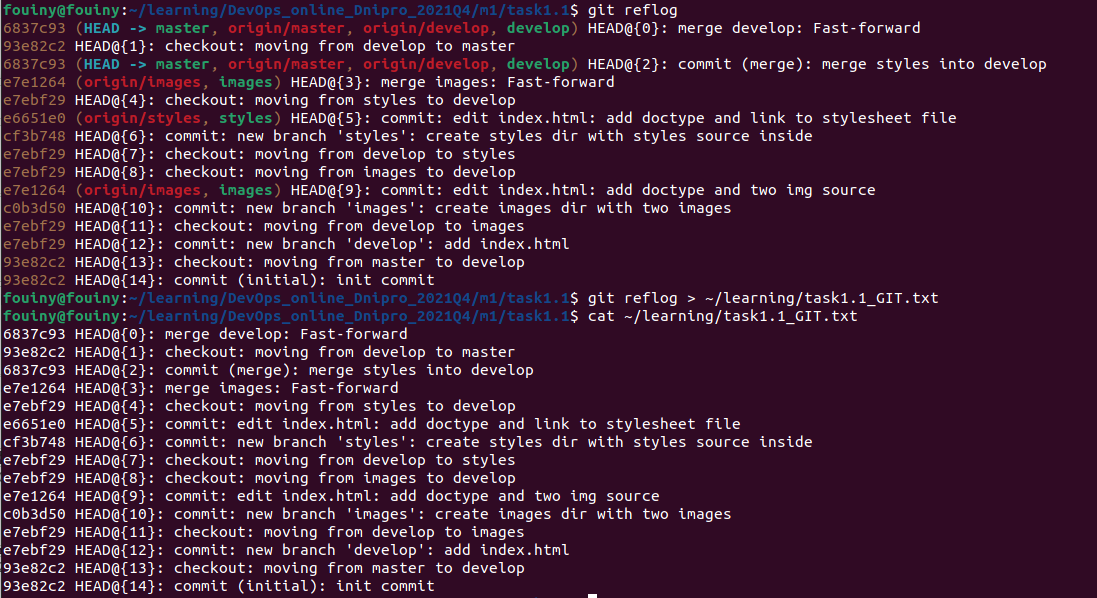 fouiny@fouiny:~/learning/DevOps_online_Dnipro_2021Q4/m1/task1.1$ git reflog
6837c93 (HEAD -> master, origin/master, origin/develop, develop) HEAD@{0}: merge develop: Fast-forward
93e82c2 HEAD@{1}: checkout: moving from develop to master
6837c93 (HEAD -> master, origin/master, origin/develop, develop) HEAD@{2}: commit (merge): merge styles into develop
e7e1264 (origin/images, images) HEAD@{3}: merge images: Fast-forward
e7ebf29 HEAD@{4}: checkout: moving from styles to develop
e6651e0 (origin/styles, styles) HEAD@{5}: commit: edit index.html: add doctype and link to stylesheet file
cf3b748 HEAD@{6}: commit: new branch 'styles': create styles dir with styles source inside
e7ebf29 HEAD@{7}: checkout: moving from develop to styles
e7ebf29 HEAD@{8}: checkout: moving from images to develop
e7e1264 (origin/images, images) HEAD@{9}: commit: edit index.html: add doctype and two img source
c0b3d50 HEAD@{10}: commit: new branch 'images': create images dir with two images
e7ebf29 HEAD@{11}: checkout: moving from develop to images
e7ebf29 HEAD@{12}: commit: new branch 'develop': add index.html
93e82c2 HEAD@{13}: checkout: moving from master to develop
93e82c2 HEAD@{14}: commit (initial): init commit
fouiny@fouiny:~/learning/DevOps_online_Dnipro_2021Q4/m1/task1.1$ git reflog > ~/learning/task1.1_GIT.txt
fouiny@fouiny:~/learning/DevOps_online_Dnipro_2021Q4/m1/task1.1$ cat ~/learning/task1.1_GIT.txt
6837c93 HEAD@{0}: merge develop: Fast-forward
93e82c2 HEAD@{1}: checkout: moving from develop to master
6837c93 HEAD@{2}: commit (merge): merge styles into develop
e7e1264 HEAD@{3}: merge images: Fast-forward
e7ebf29 HEAD@{4}: checkout: moving from styles to develop
e6651e0 HEAD@{5}: commit: edit index.html: add doctype and link to stylesheet file
cf3b748 HEAD@{6}: commit: new branch 'styles': create styles dir with styles source inside
e7ebf29 HEAD@{7}: checkout: moving from develop to styles
e7ebf29 HEAD@{8}: checkout: moving from images to develop
e7e1264 HEAD@{9}: commit: edit index.html: add doctype and two img source
c0b3d50 HEAD@{10}: commit: new branch 'images': create images dir with two images
e7ebf29 HEAD@{11}: checkout: moving from develop to images
e7ebf29 HEAD@{12}: commit: new branch 'develop': add index.html
93e82c2 HEAD@{13}: checkout: moving from master to develop
93e82c2 HEAD@{14}: commit (initial): init commit